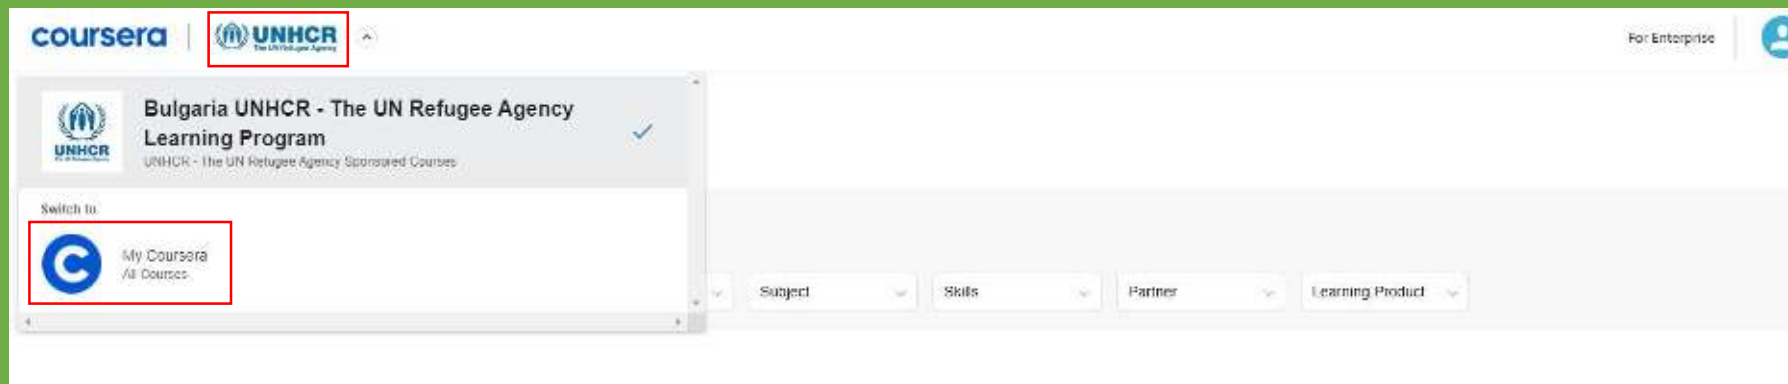 coursera
UNHCR
The UN Refugee Agency
For Enterprise
UNHCR
Bulgaria UNHCR - The UN Refugee Agency
Learning Program
UNHCR - The UN Refugee Agency Sponsored Courses
Switch to
C
My Coursera
All Courses
Subject
Skills
Partner
Learning Product